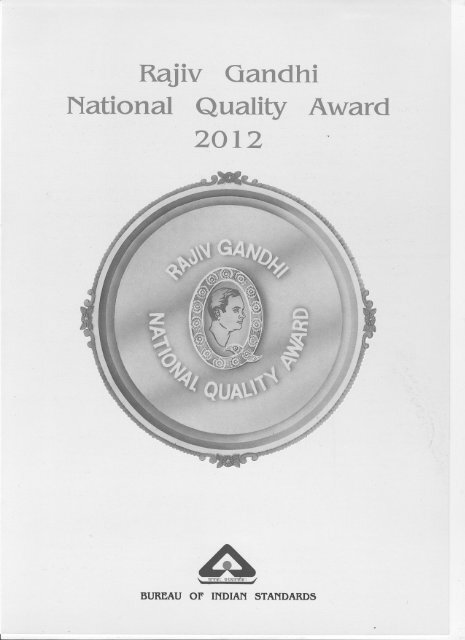 Rajiv Gandhi
National Quality Award
2012
RAJIV GANDHI
NATIONAL QUALITY AWARD
BUREAU OF INDIAN STANDARDS